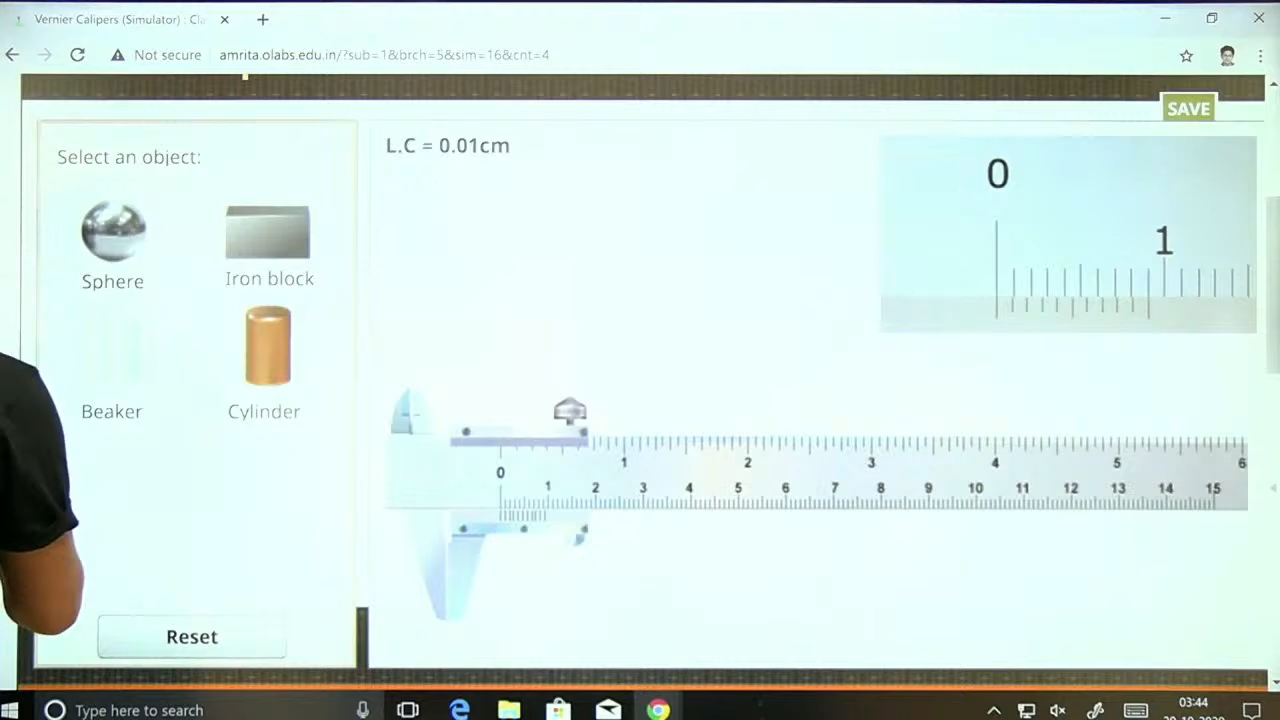 Vernier Calipers (Simulator) : Cla
Not secure
amrita.olabs.edu.in/?sub=1&brch=5&sim=16&cnt=4
SAVE
Select an object:
Sphere
Iron block
Beaker
Cylinder
Reset
L.C = 0.01cm
0
1
1 2 3 4 5 6
0
1 2 3 4 5 6 7 8 9 10 11 12 13 14 15
Type here to search
03:44